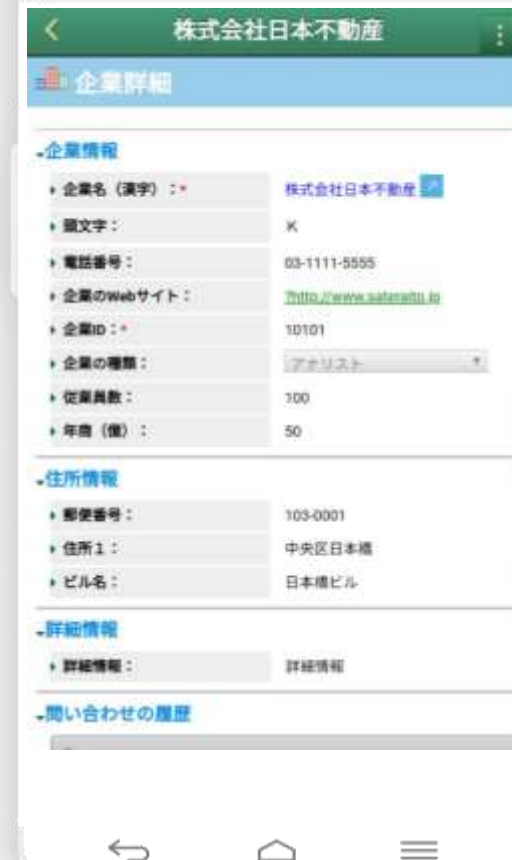 株式会社日本不動産
企業詳細
企業情報
企業名（漢字）：* 株式会社日本不動産
頭文字： K
電話番号： 03-1111-5555
企業のWebサイト： ?http://www.sateraito.jp
企業ID：* 10101
企業の種類： アナリスト
従業員数： 100
年商（億）： 50
住所情報
郵便番号： 103-0001
住所1： 中央区日本橋
ビル名： 日本橋ビル
詳細情報
詳細情報： 詳細情報
問い合わせの履歴